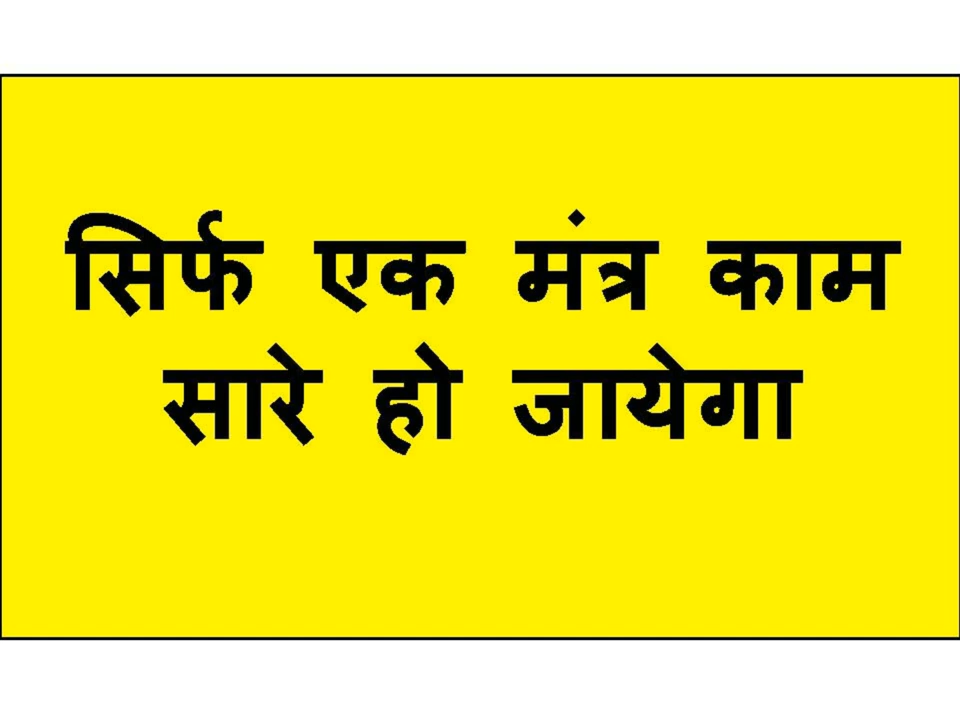 सिर्फ एक मंत्र काम
सारे हो जायेगा